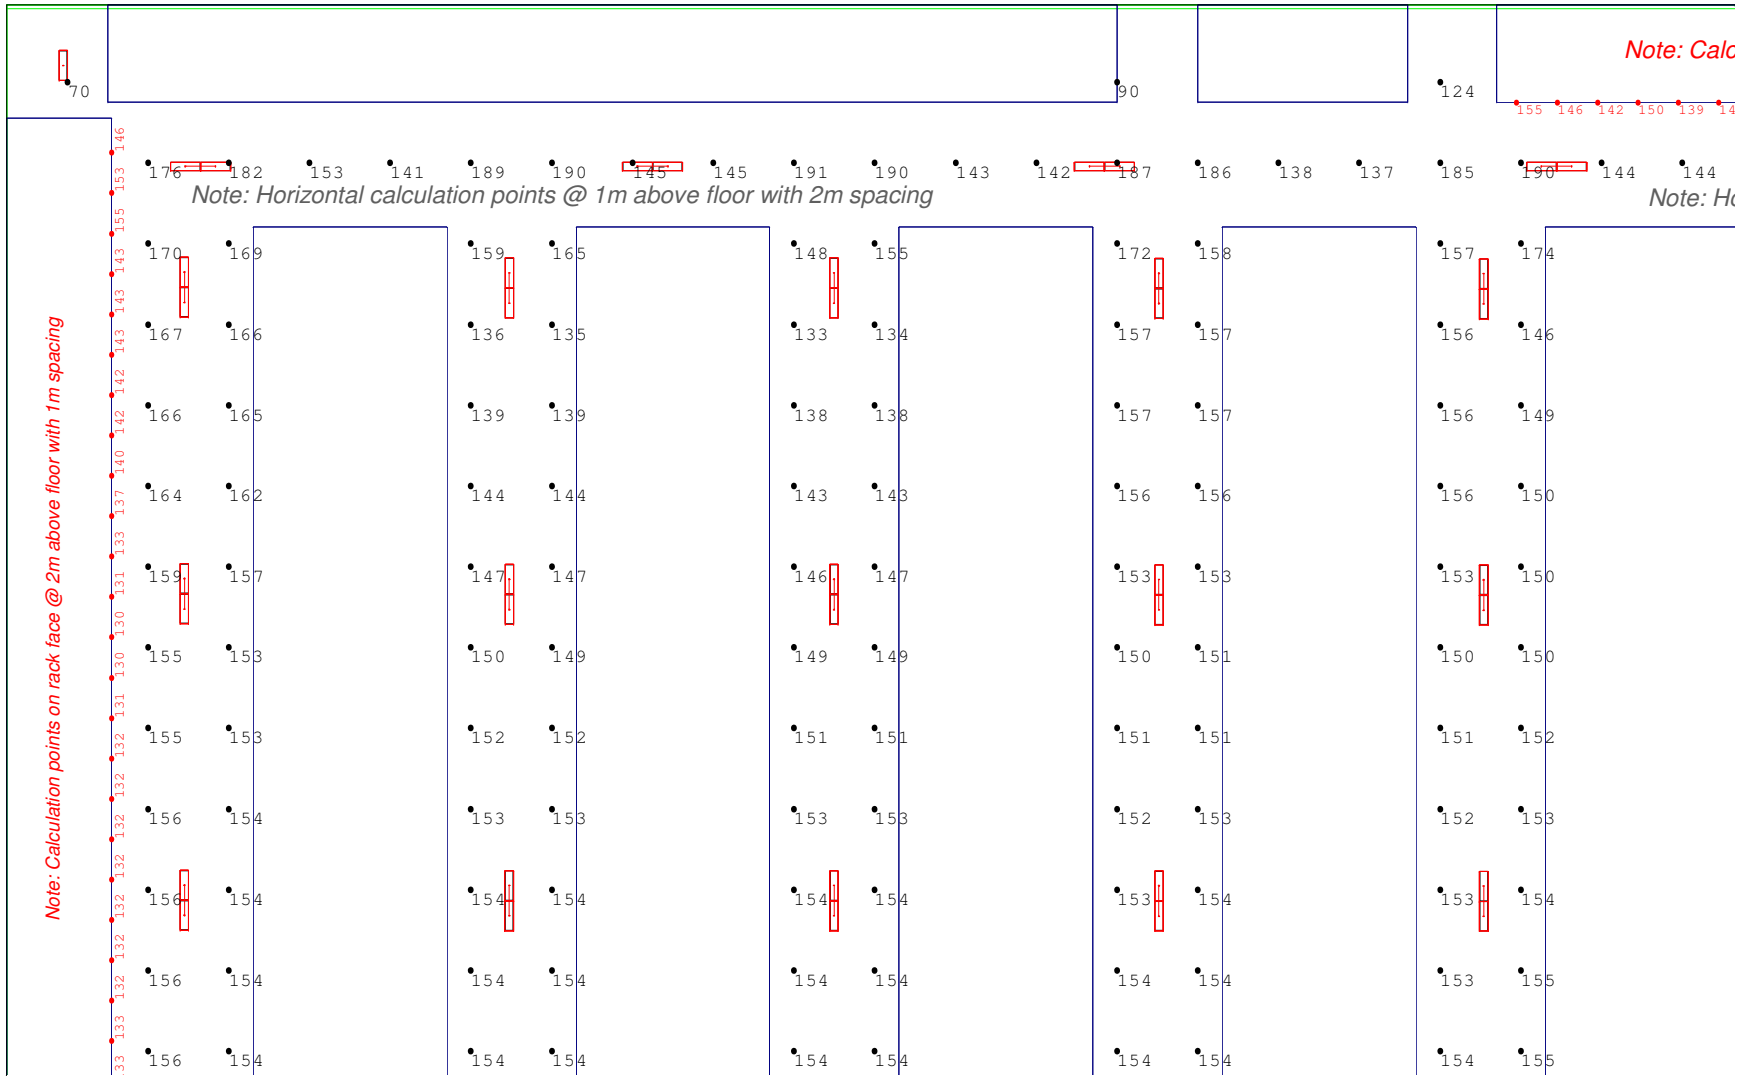 Note: Calc
70
90
124
155 146 142 150 139 14
176 182 153 141 189 190 145 145 191 190 143 142 187 186 138 137 185 190 144 144
Note: Horizontal calculation points @ 1m above floor with 2m spacing
Note: Ho
170 169 159 165 148 155 172 158 157 174
167 166 136 135 133 134 157 157 156 146
166 165 139 139 138 138 157 157 156 149
164 162 144 144 143 143 156 156 156 150
159 157 147 147 146 147 153 153 153 150
155 153 150 149 149 149 150 151 150 150
155 153 152 152 151 151 151 151 151 152
156 154 153 153 153 153 152 153 152 153
156 154 154 154 154 154 153 154 153 154
156 154 154 154 154 154 154 154 153 155
156 154 154 154 154 154 154 154 154 155
Note: Calculation points on rack face @ 2m above floor with 1m spacing
146
153
155
143
143
143
142
142
140
137
133
131
130
130
131
132
132
132
132
132
132
132
133
133